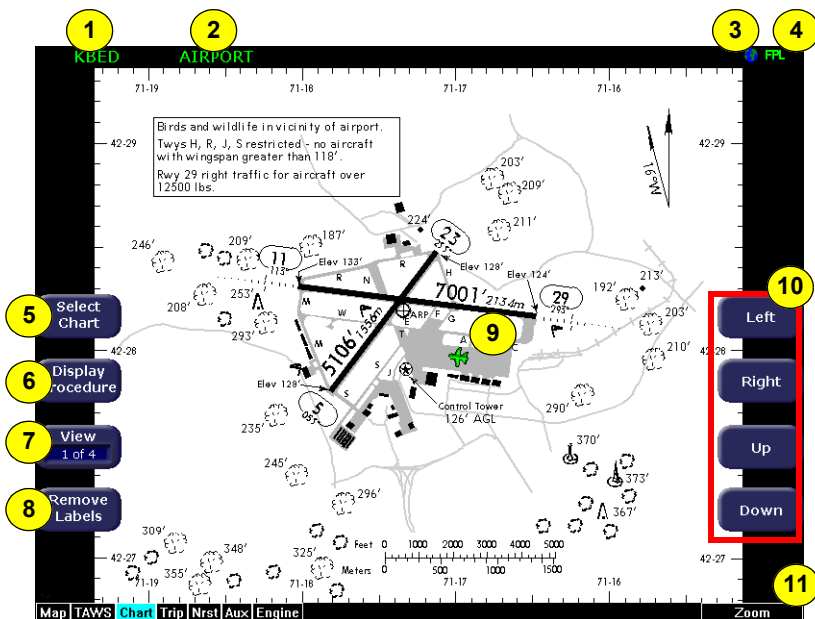 1 2 3 4
KBED AIRPORT FPL
71-19 71-18 71-17 71-16
Birds and wildlife in vicinity of airport.
Twys H, R, J, S restricted - no aircraft
with wingspan greater than 118'.
Rwy 29 right traffic for aircraft over
12500 lbs.
42-29 42-29
16°W
203'
209'
211'
224'
187'
209'
246'
23
11
113°
Elev 133'
R N R H
Elev 128'
Elev 124'
213'
192'
10
208'
253'
7001' 2134m
29
293°
203'
5 Select
Chart
293'
M W A ARP F G
E
T
9
A C
Left
M
5106' 1556m
210'
42-28 42-28
6 Display
rocedure
Elev 128'
S J
Right
5
053°
Control Tower
126' AGL
290'
235'
7 View
1 of 4
S
370'
Up
245'
373'
8 Remove
Labels
296'
367'
Down
309'
348'
325'
355'
Feet 0 1000 2000 3000 4000 5000
Meters 0 500 1000 1500
42-27 42-27
71-19 71-18 71-17 71-16
11
Map TAWS Chart Trip Nrst Aux Engine Zoom